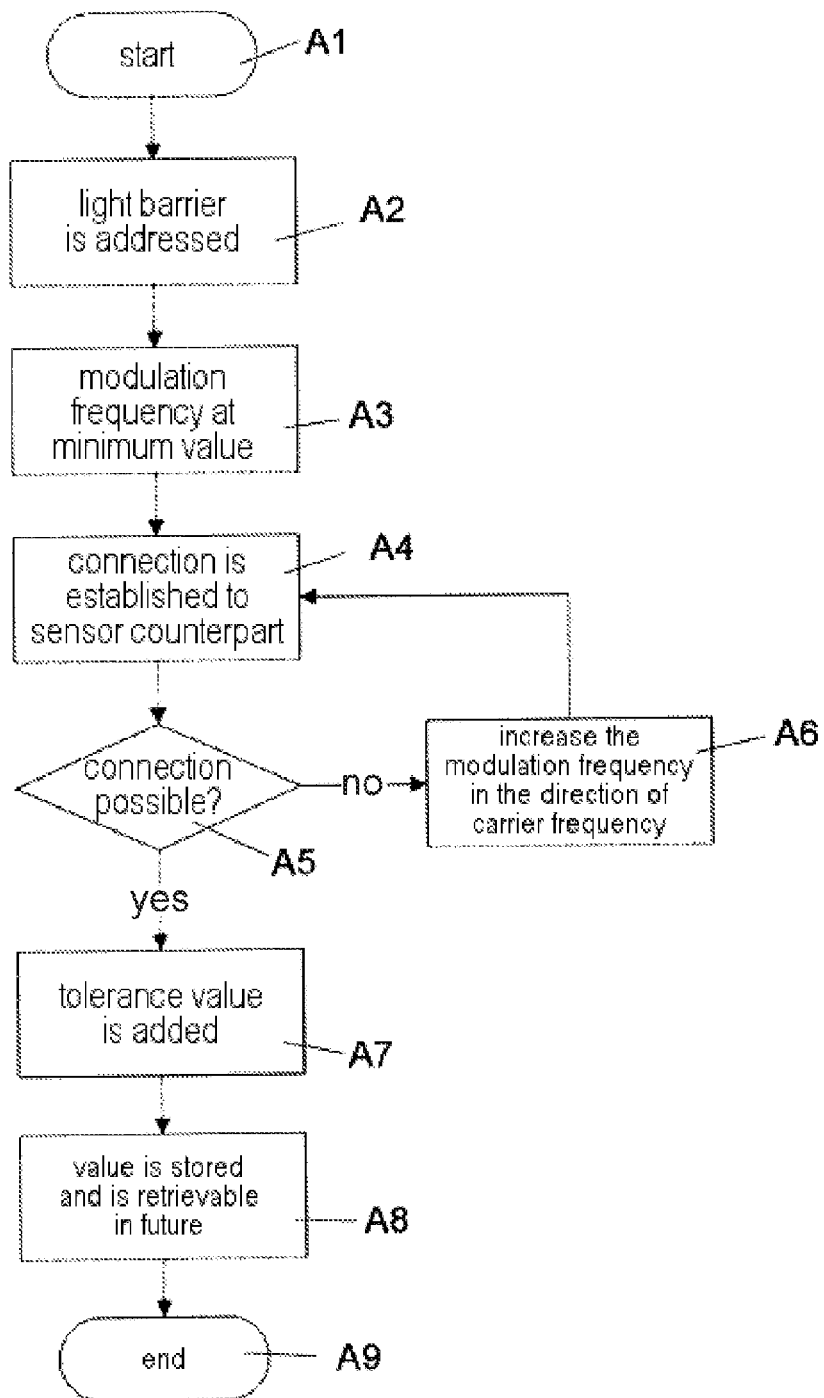 start
A1
light barrier
is addressed
A2
modulation
frequency at
minimum value
A3
connection is
established to
sensor counterpart
A4
connection
possible?
A5
no
increase the
modulation frequency
in the direction of
carrier frequency
A6
yes
tolerance value
is added
A7
value is stored
and is retrievable
in future
A8
end
A9